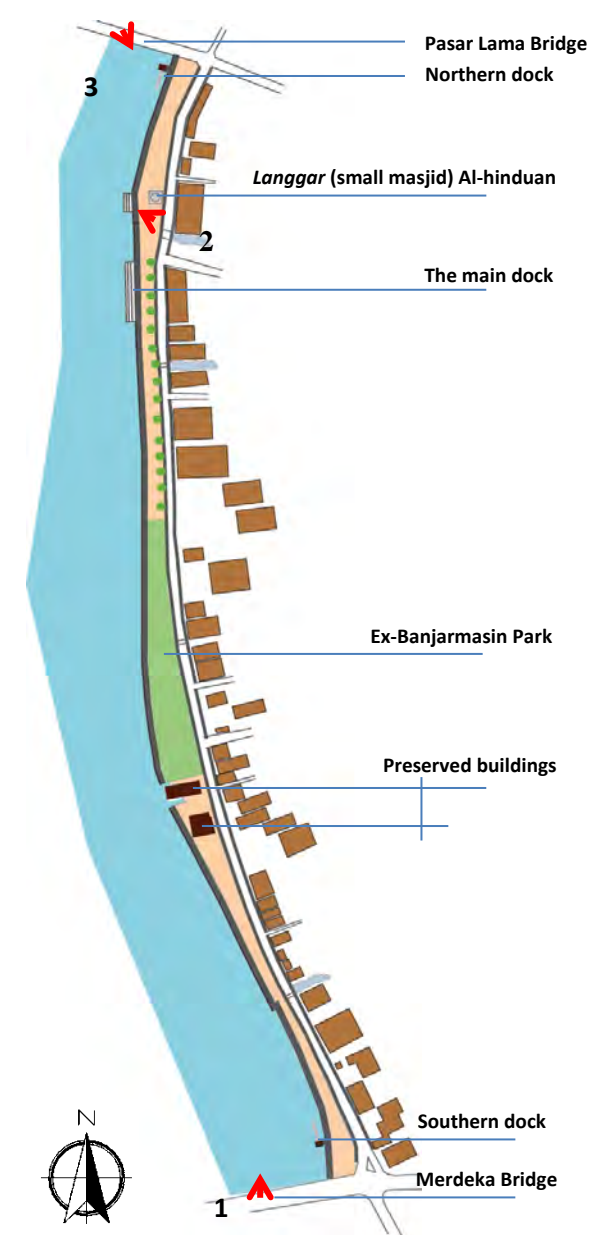 Pasar Lama Bridge
Northern dock
3
Langgar (small masjid) Al-hinduan
2
The main dock
Ex-Banjarmasin Park
Preserved buildings
N
Southern dock
Merdeka Bridge
1